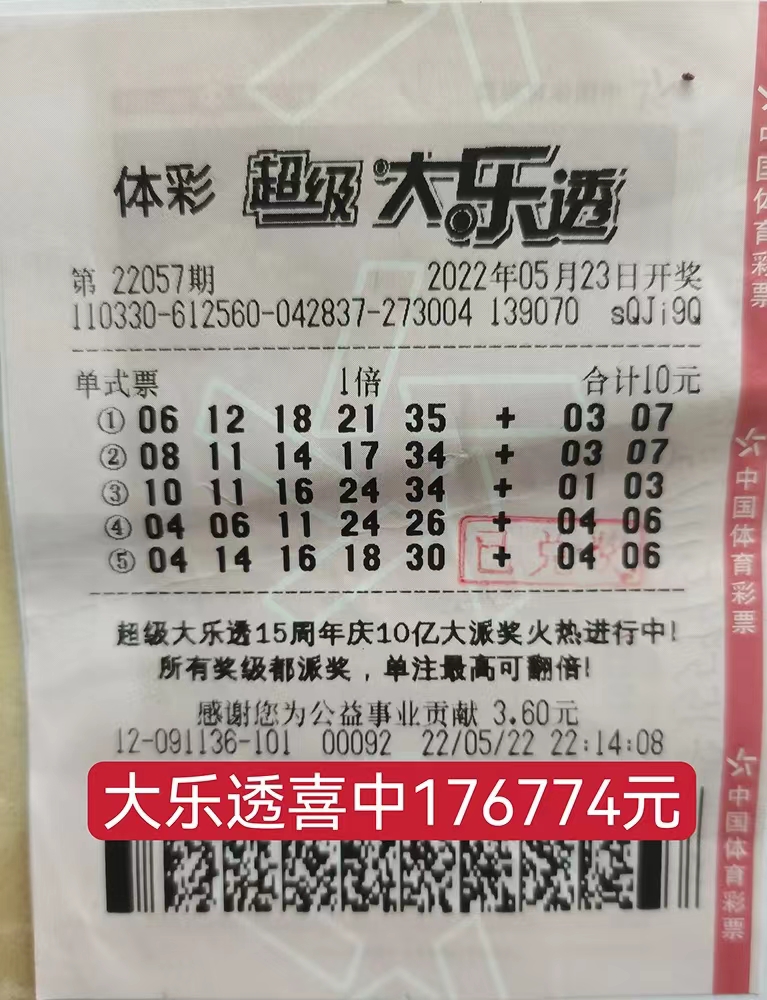 体彩 超级大乐透
第 22057期 2022年05月23日开奖
110330-612560-042837-273004 139070 sQJi9Q
单式票 1倍 合计10元
① 06 12 18 21 35 + 03 07
② 08 11 14 17 34 + 03 07
③ 10 11 16 24 34 + 01 03
④ 04 06 11 24 26 + 04 06
⑤ 04 14 16 18 30 + 04 06
已兑奖
超级大乐透15周年庆10亿大派奖火热进行中!
所有奖级都派奖，单注最高可翻倍!
感谢您为公益事业贡献 3.60元
12-091136-101 00092 22/05/22 22:14:08
大乐透喜中176774元
中国体育彩票
中国体育彩票
中国体育彩票